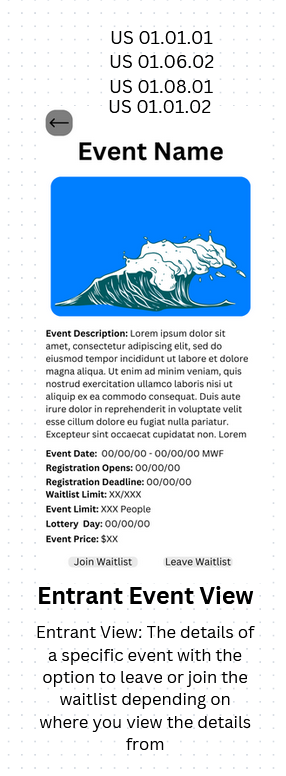 US 01.01.01
US 01.06.02
US 01.08.01
US 01.01.02
Event Name
Event Description: Lorem ipsum dolor sit
amet, consectetur adipiscing elit, sed do
eiusmod tempor incididunt ut labore et dolore
magna aliqua. Ut enim ad minim veniam, quis
nostrud exercitation ullamco laboris nisi ut
aliquip ex ea commodo consequat. Duis aute
irure dolor in reprehenderit in voluptate velit
esse cillum dolore eu fugiat nulla pariatur.
Excepteur sint occaecat cupidatat non. Lorem
Event Date: 00/00/00 - 00/00/00 MWF
Registration Opens: 00/00/00
Registration Deadline: 00/00/00
Waitlist Limit: XX/XXX
Event Limit: XXX People
Lottery Day: 00/00/00
Event Price: $XX
Join Waitlist Leave Waitlist
Entrant Event View
Entrant View: The details of
a specific event with the
option to leave or join the
waitlist depending on
where you view the details
from